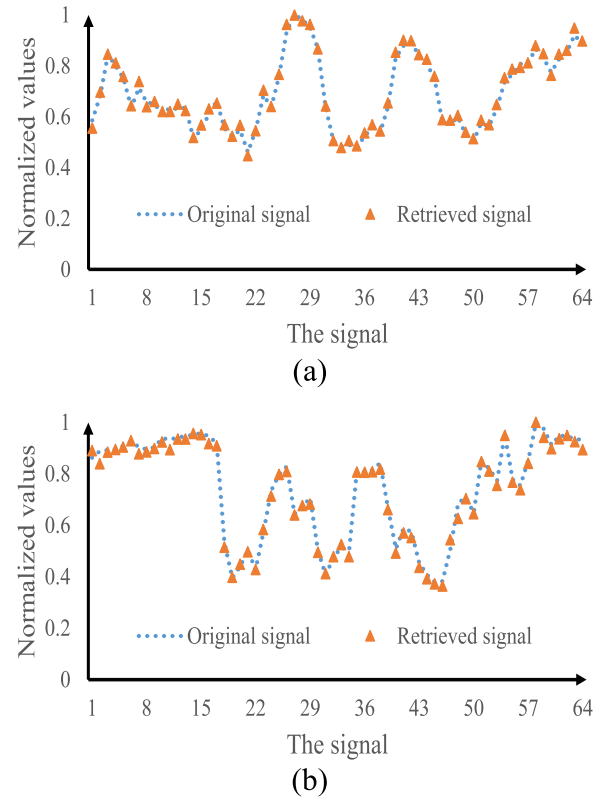 1
0.8
0.6
0.4
0.2
0
Normalized values
Original signal
Retrieved signal
1 8 15 22 29 36 43 50 57 64
The signal
(a)
1
0.8
0.6
0.4
0.2
0
Normalized values
Original signal
Retrieved signal
1 8 15 22 29 36 43 50 57 64
The signal
(b)